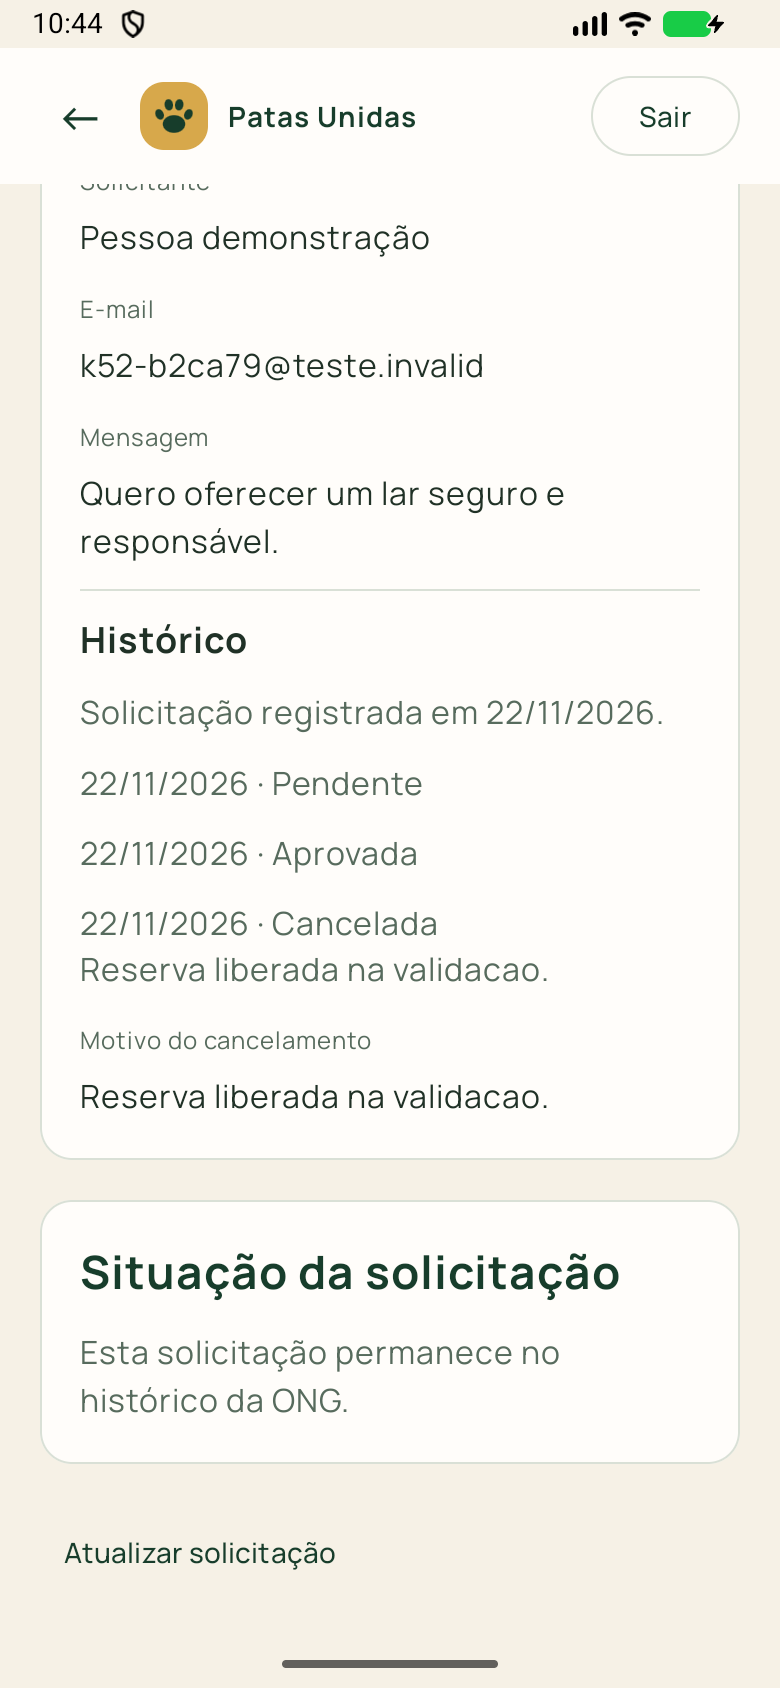 10:44
Patas Unidas
Sair
Solicitante
Pessoa demonstração
E-mail
k52-b2ca79@teste.invalid
Mensagem
Quero oferecer um lar seguro e
responsável.
Histórico
Solicitação registrada em 22/11/2026.
22/11/2026 · Pendente
22/11/2026 · Aprovada
22/11/2026 · Cancelada
Reserva liberada na validacao.
Motivo do cancelamento
Reserva liberada na validacao.
Situação da solicitação
Esta solicitação permanece no
histórico da ONG.
Atualizar solicitação